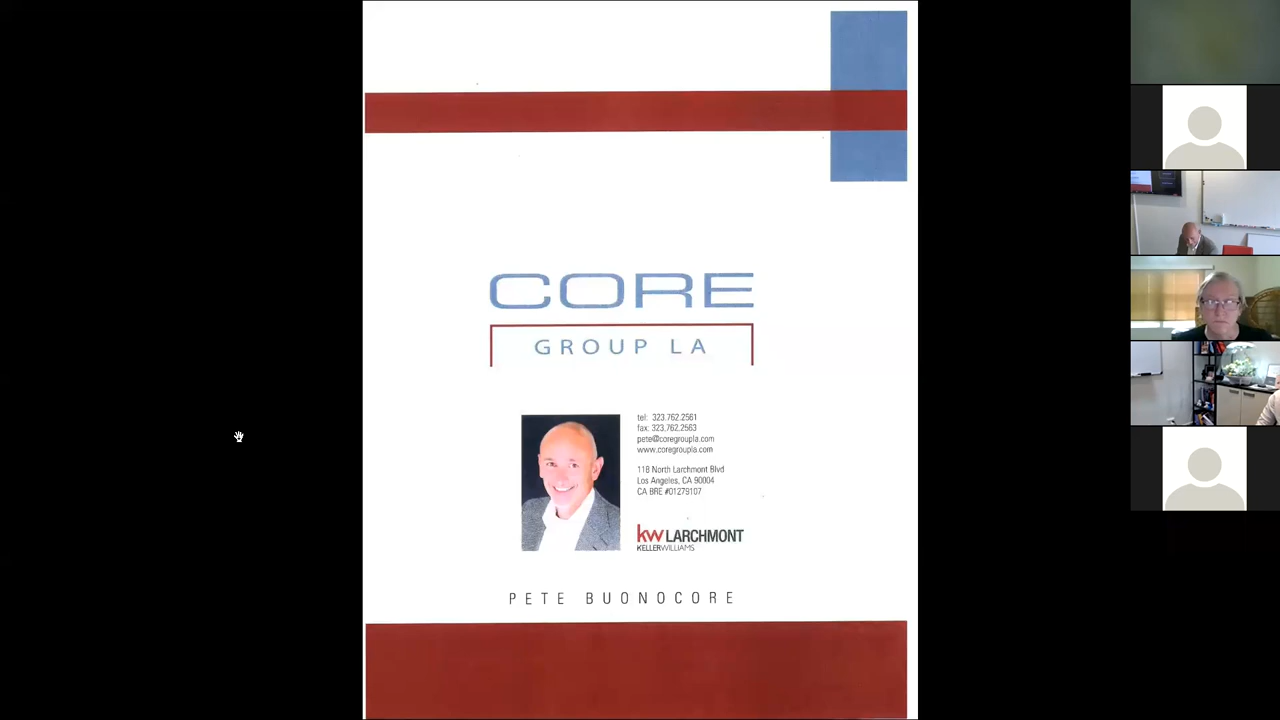 CORE
GROUP LA
tel: 323.762.2561
fax: 323.762.2563
pete@coregroupla.com
www.coregroupla.com
118 North Larchmont Blvd
Los Angeles, CA 90004
CA BRE #01279107
kw LARCHMONT
KELLERWILLIAMS
PETE BUONOCORE